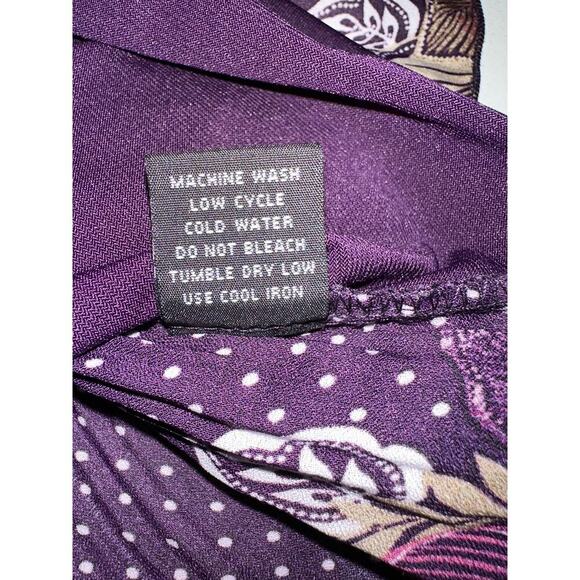 MACHINE WASH
LOW CYCLE
COLD WATER
DO NOT BLEACH
TUMBLE DRY LOW
USE COOL IRON